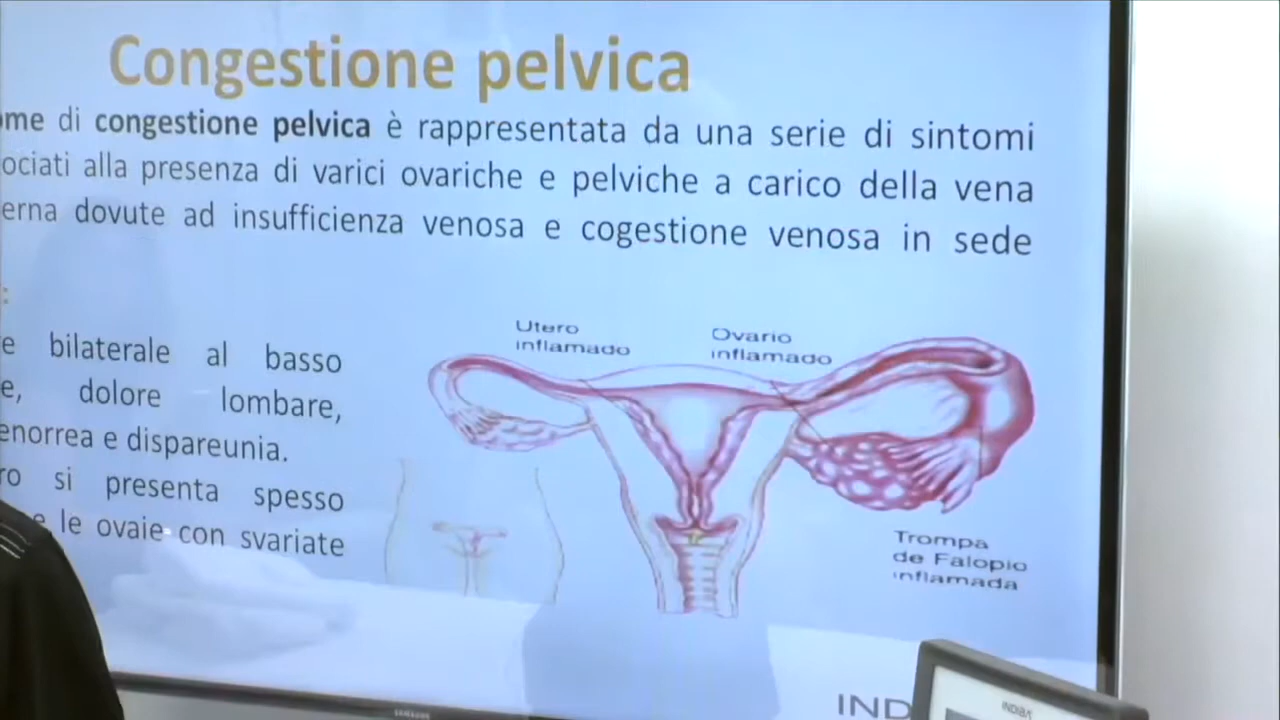 Congestione pelvica
ome di congestione pelvica è rappresentata da una serie di sintomi
ociati alla presenza di varici ovariche e pelviche a carico della vena
erna dovute ad insufficienza venosa e cogestione venosa in sede
:
e bilaterale al basso
e, dolore lombare,
enorrea e dispareunia.
ro si presenta spesso
e le ovaie con svariate
Utero
inflamado
Ovario
inflamado
Trompa
de Falopio
inflamada
IND
SAMSUNG
INDIBA